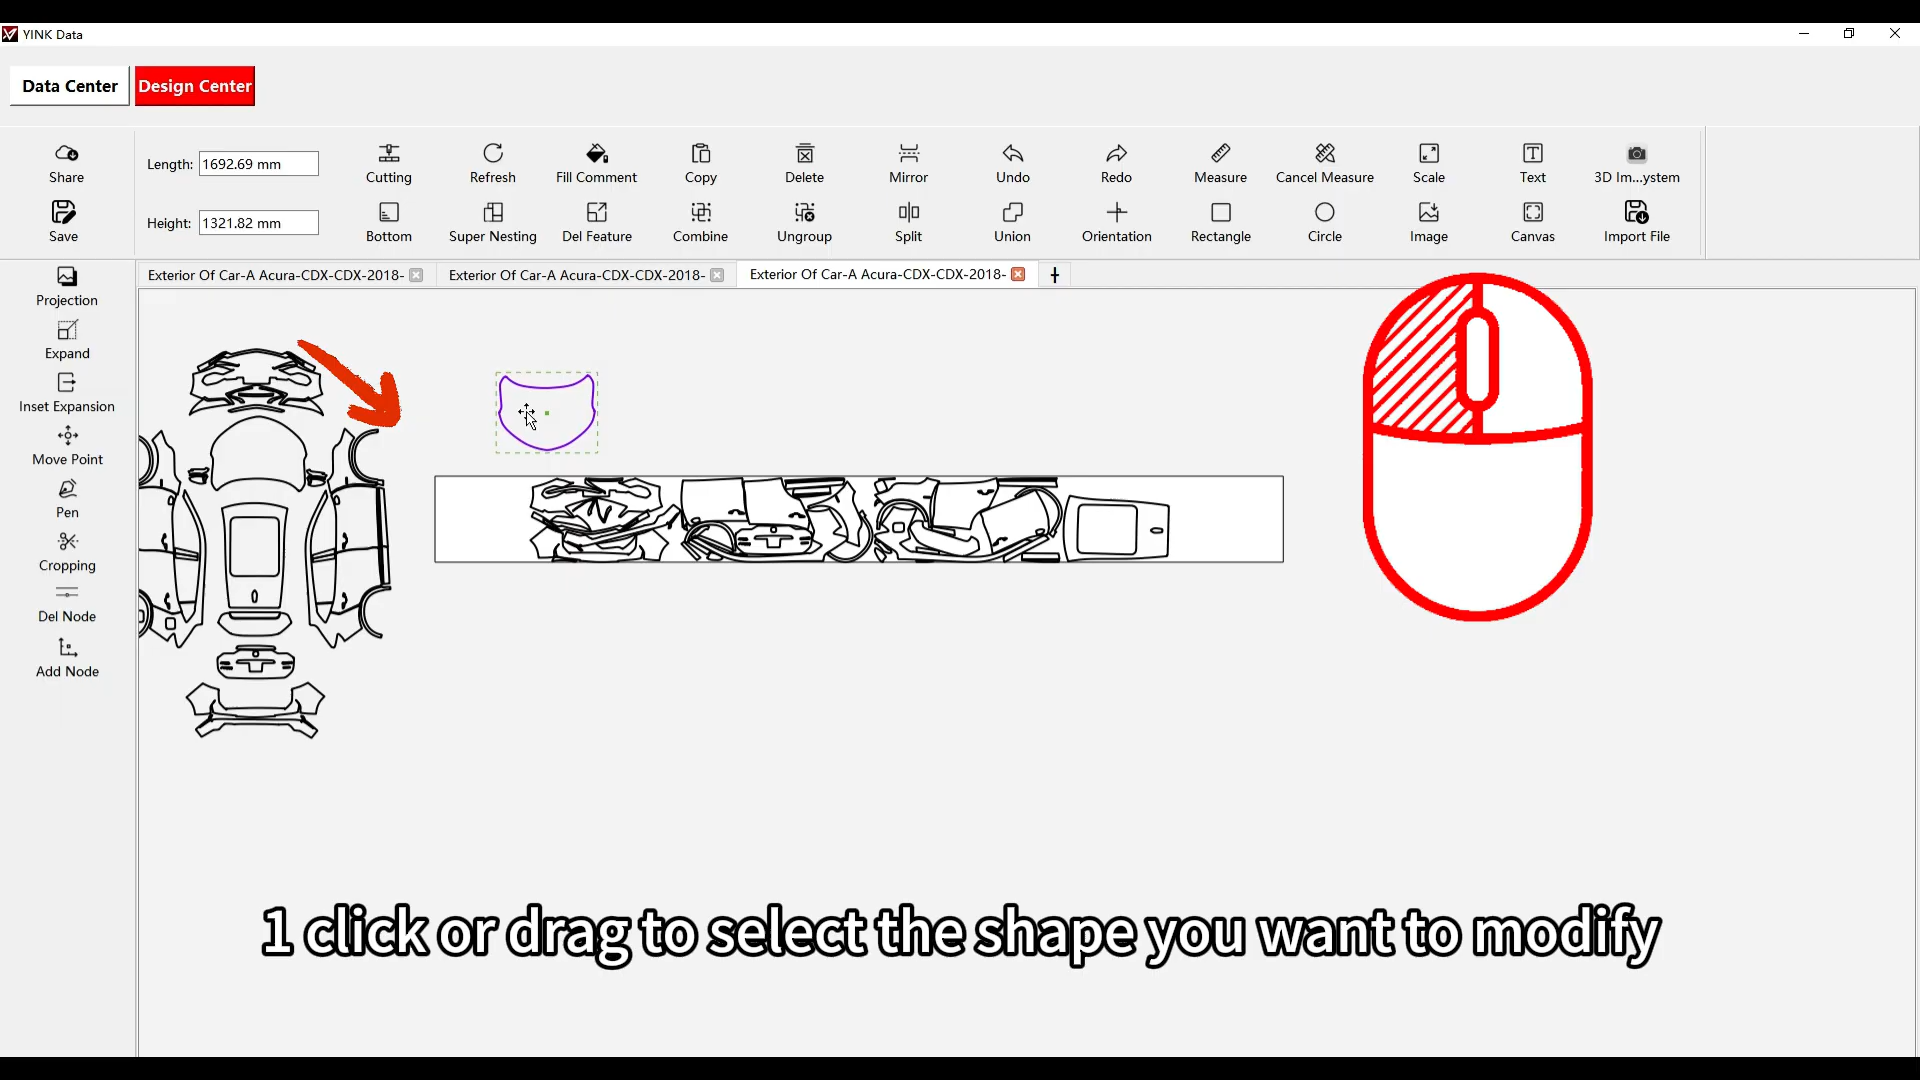 YINK Data
Data Center
Design Center
Share
Length: 1692.69 mm
Cutting
Refresh
Fill Comment
Copy
Delete
Mirror
Undo
Redo
Measure
Cancel Measure
Scale
Text
3D Im...ystem
Save
Height: 1321.82 mm
Bottom
Super Nesting
Del Feature
Combine
Ungroup
Split
Union
Orientation
Rectangle
Circle
Image
Canvas
Import File
Exterior Of Car-A Acura-CDX-CDX-2018-
Exterior Of Car-A Acura-CDX-CDX-2018-
Exterior Of Car-A Acura-CDX-CDX-2018-
Projection
Expand
Inset Expansion
Move Point
Pen
Cropping
Del Node
Add Node
1 click or drag to select the shape you want to modify